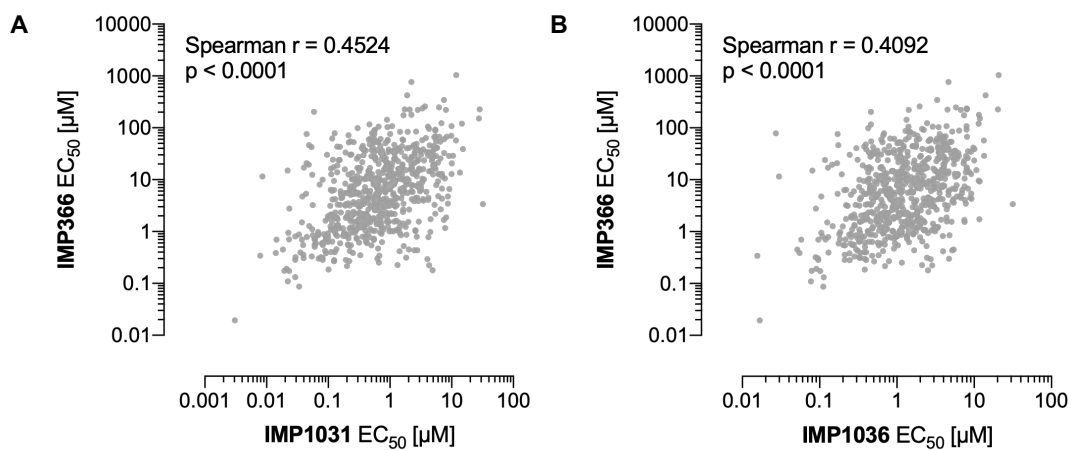 A
Spearman r = 0.4524
p < 0.0001
10000
1000
100
10
1
0.1
0.01
IMP366 EC50 [µM]
0.001 0.01 0.1 1 10 100
IMP1031 EC50 [µM]
B
Spearman r = 0.4092
p < 0.0001
10000
1000
100
10
1
0.1
0.01
IMP366 EC50 [µM]
0.01 0.1 1 10 100
IMP1036 EC50 [µM]